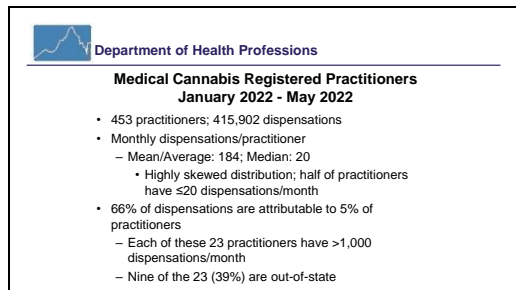 Department of Health Professions
Medical Cannabis Registered Practitioners
January 2022 - May 2022
• 453 practitioners; 415,902 dispensations
• Monthly dispensations/practitioner
– Mean/Average: 184; Median: 20
• Highly skewed distribution; half of practitioners
have ≤20 dispensations/month
• 66% of dispensations are attributable to 5% of
practitioners
– Each of these 23 practitioners have >1,000
dispensations/month
– Nine of the 23 (39%) are out-of-state